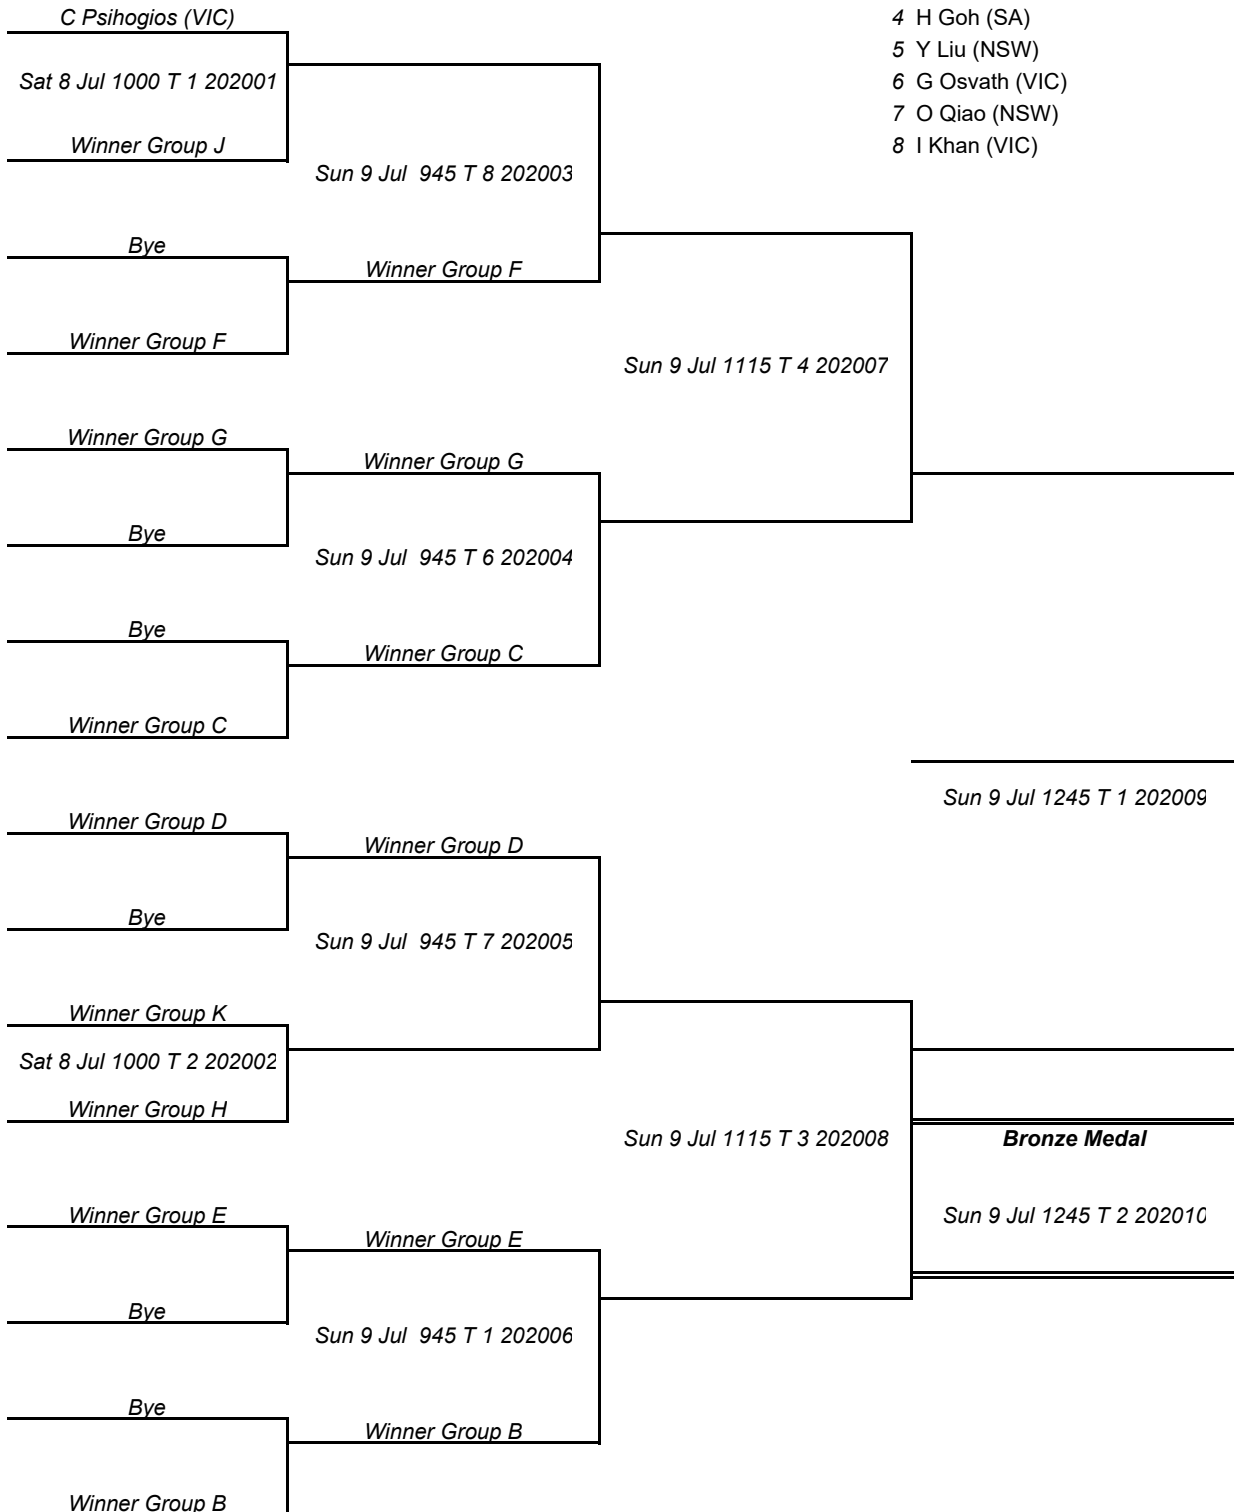 C Psihogios (VIC)
4 H Goh (SA)
5 Y Liu (NSW)
Sat 8 Jul 1000 T 1 202001
6 G Osvath (VIC)
7 O Qiao (NSW)
Winner Group J
8 I Khan (VIC)
Sun 9 Jul 945 T 8 202003
Bye
Winner Group F
Winner Group F
Sun 9 Jul 1115 T 4 202007
Winner Group G
Winner Group G
Bye
Sun 9 Jul 945 T 6 202004
Bye
Winner Group C
Winner Group C
Sun 9 Jul 1245 T 1 202009
Winner Group D
Winner Group D
Bye
Sun 9 Jul 945 T 7 202005
Winner Group K
Sat 8 Jul 1000 T 2 202002
Winner Group H
Sun 9 Jul 1115 T 3 202008
Bronze Medal
Winner Group E
Sun 9 Jul 1245 T 2 202010
Winner Group E
Bye
Sun 9 Jul 945 T 1 202006
Bye
Winner Group B
Winner Group B